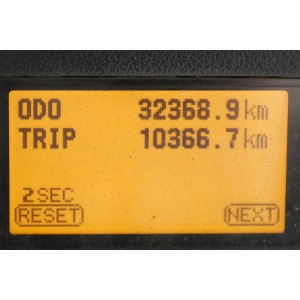 ODO 32368.9km
TRIP 10366.7km
2SEC
RESET NEXT